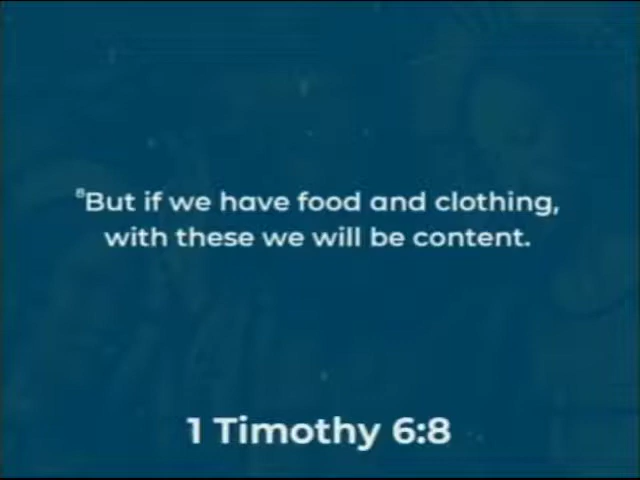 ⁸But if we have food and clothing,
with these we will be content.
1 Timothy 6:8